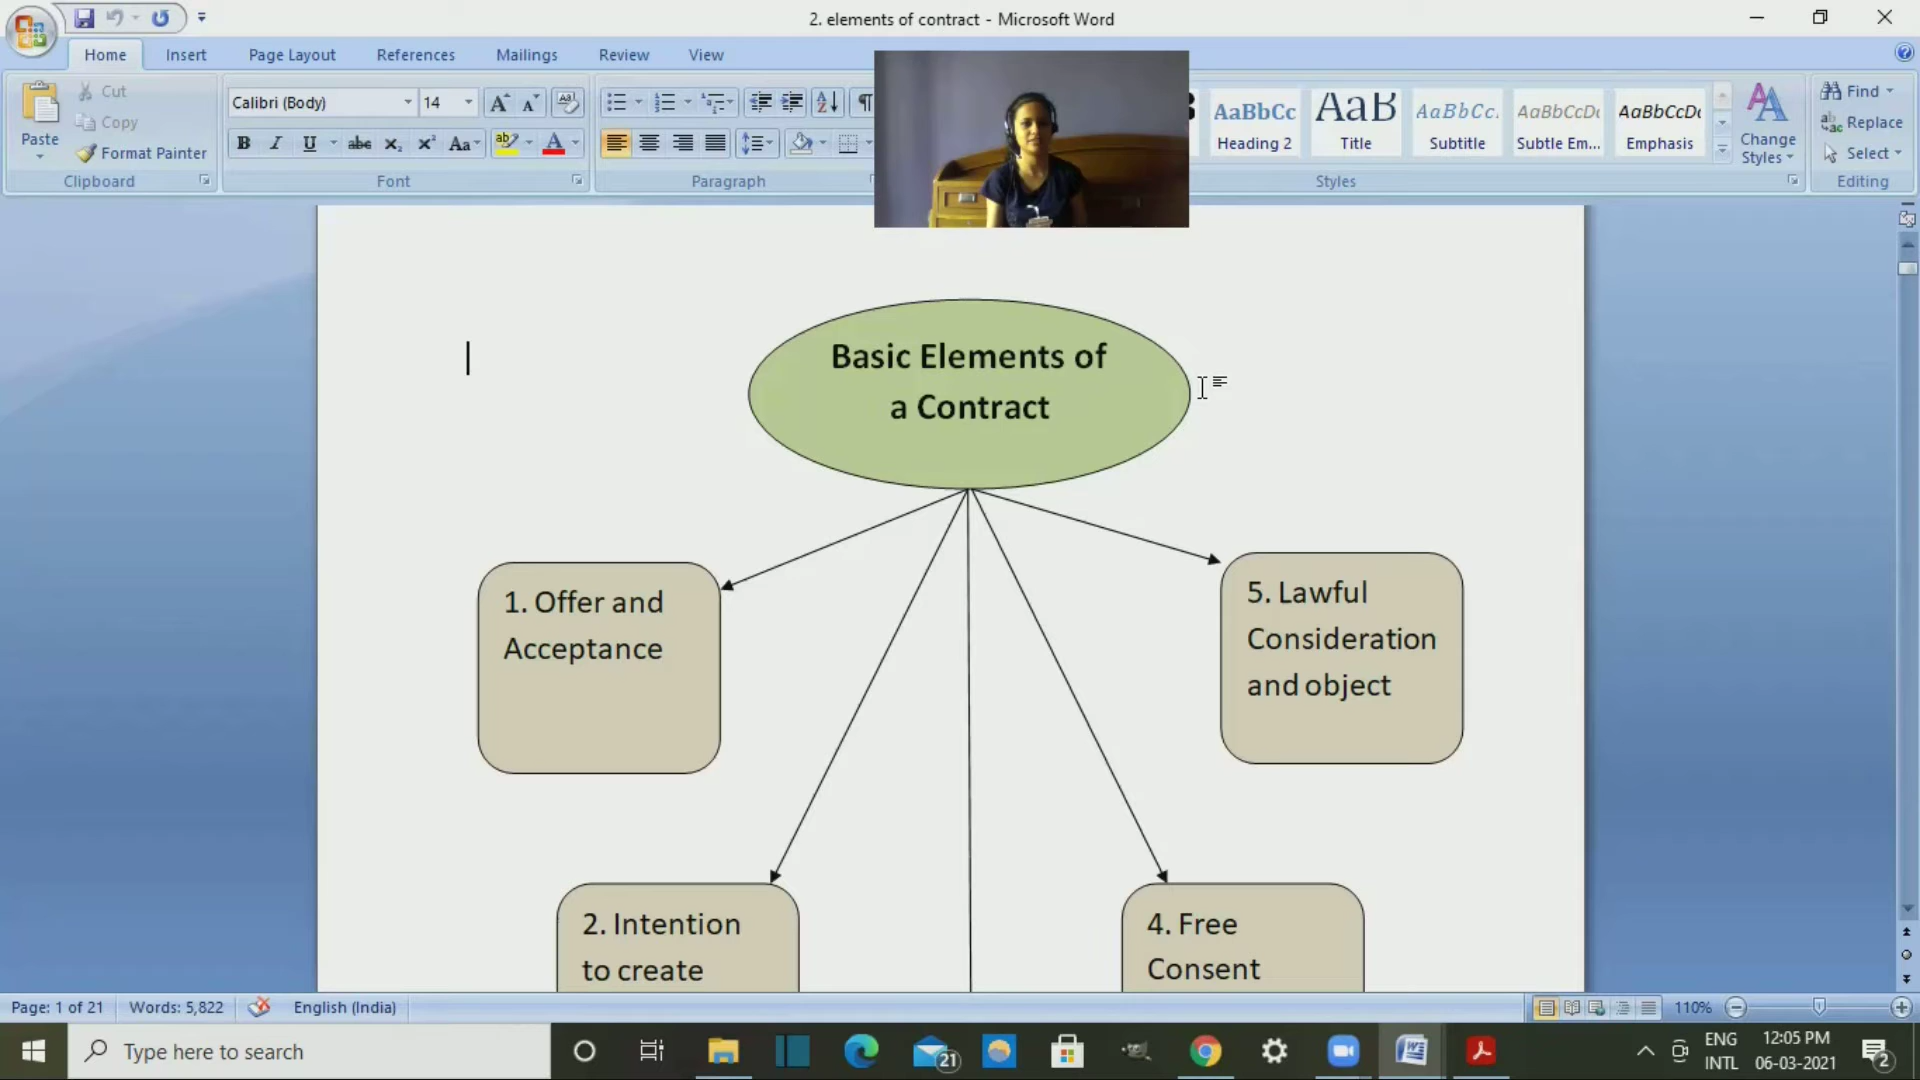 2. elements of contract - Microsoft Word
Home Insert Page Layout References Mailings Review View
Paste
Cut
Copy
Format Painter
Clipboard
Calibri (Body) 14
Font
Paragraph
AaBbCc AaB AaBbCc. AaBbCcDc AaBbCcDc
Heading 2 Title Subtitle Subtle Em... Emphasis
Change
Styles
Styles
Find
Replace
Select
Editing
Basic Elements of
a Contract
1. Offer and
Acceptance
5. Lawful
Consideration
and object
2. Intention
to create
4. Free
Consent
Page: 1 of 21 Words: 5,822 English (India) 110%
Type here to search
21
ENG
INTL
12:05 PM
06-03-2021
2